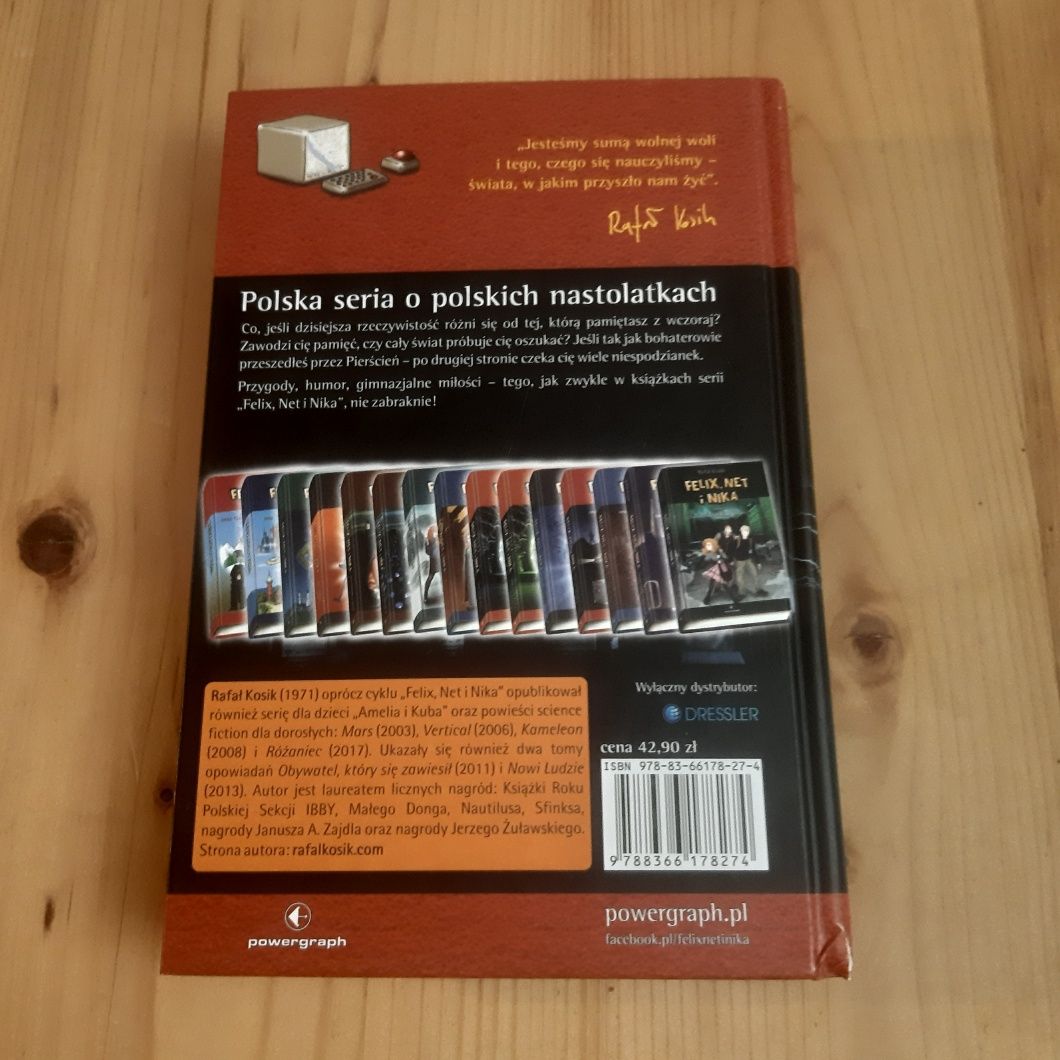 „Jesteśmy sumą wolnej woli
i tego, czego się nauczyliśmy –
świata, w jakim przyszło nam żyć”.
Rafał Kosik
Polska seria o polskich nastolatkach
Co, jeśli dzisiejsza rzeczywistość różni się od tej, którą pamiętasz z wczoraj?
Zawodzi cię pamięć, czy cały świat próbuje cię oszukać? Jeśli tak jak bohaterowie
przeszedłeś przez Pierścień – po drugiej stronie czeka cię wiele niespodzianek.
Przygody, humor, gimnazjalne miłości – tego, jak zwykle w książkach serii
„Felix, Net i Nika”, nie zabraknie!
FELIX, NET
i NIKA
Rafał Kosik (1971) oprócz cyklu „Felix, Net i Nika” opublikował
również serię dla dzieci „Amelia i Kuba” oraz powieści science
fiction dla dorosłych: Mars (2003), Vertical (2006), Kameleon
(2008) i Różaniec (2017). Ukazały się również dwa tomy
opowiadań Obywatel, który się zawiesił (2011) i Nowi Ludzie
(2013). Autor jest laureatem licznych nagród: Książki Roku
Polskiej Sekcji IBBY, Małego Donga, Nautilusa, Sfinksa,
nagrody Janusza A. Zajdla oraz nagrody Jerzego Żuławskiego.
Strona autora: rafalkosik.com
Wyłączny dystrybutor:
DRESSLER
cena 42,90 zł
ISBN 978-83-66178-27-4
9 788366 178274
powergraph
powergraph.pl
facebook.pl/felixnetinika